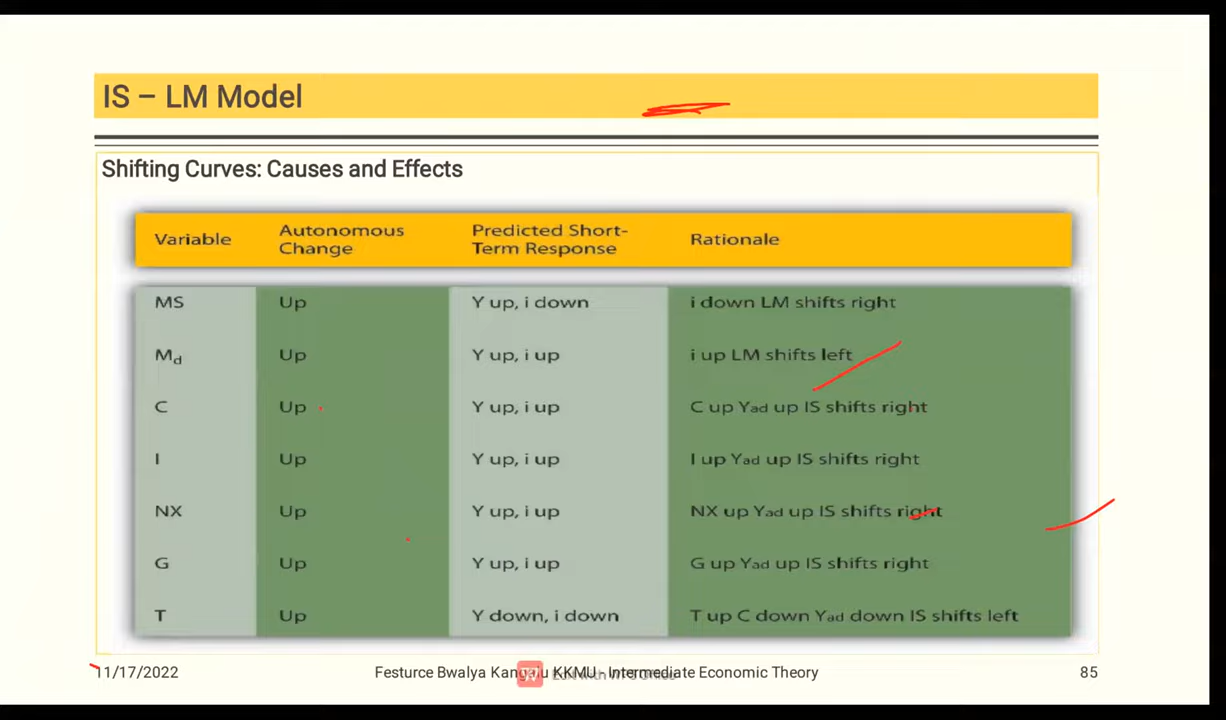 IS – LM Model
Shifting Curves: Causes and Effects
Variable Autonomous Change Predicted Short-Term Response Rationale
MS Up Y up, i down i down LM shifts right
Md Up Y up, i up i up LM shifts left
C Up Y up, i up C up Yad up IS shifts right
I Up Y up, i up I up Yad up IS shifts right
NX Up Y up, i up NX up Yad up IS shifts right
G Up Y up, i up G up Yad up IS shifts right
T Up Y down, i down T up C down Yad down IS shifts left
11/17/2022 Festurce Bwalya KKMU - Intermediate Economic Theory 85